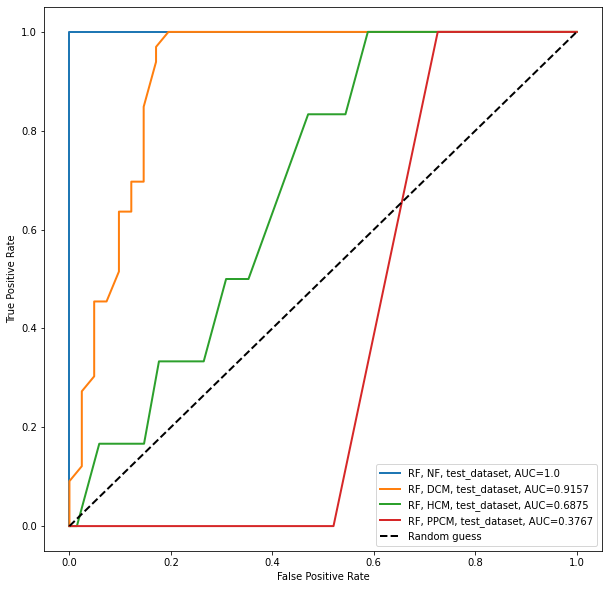 1.0
0.8
0.6
0.4
0.2
0.0
True Positive Rate
RF, NF, test_dataset, AUC=1.0
RF, DCM, test_dataset, AUC=0.9157
RF, HCM, test_dataset, AUC=0.6875
RF, PPCM, test_dataset, AUC=0.3767
Random guess
0.0 0.2 0.4 0.6 0.8 1.0
False Positive Rate